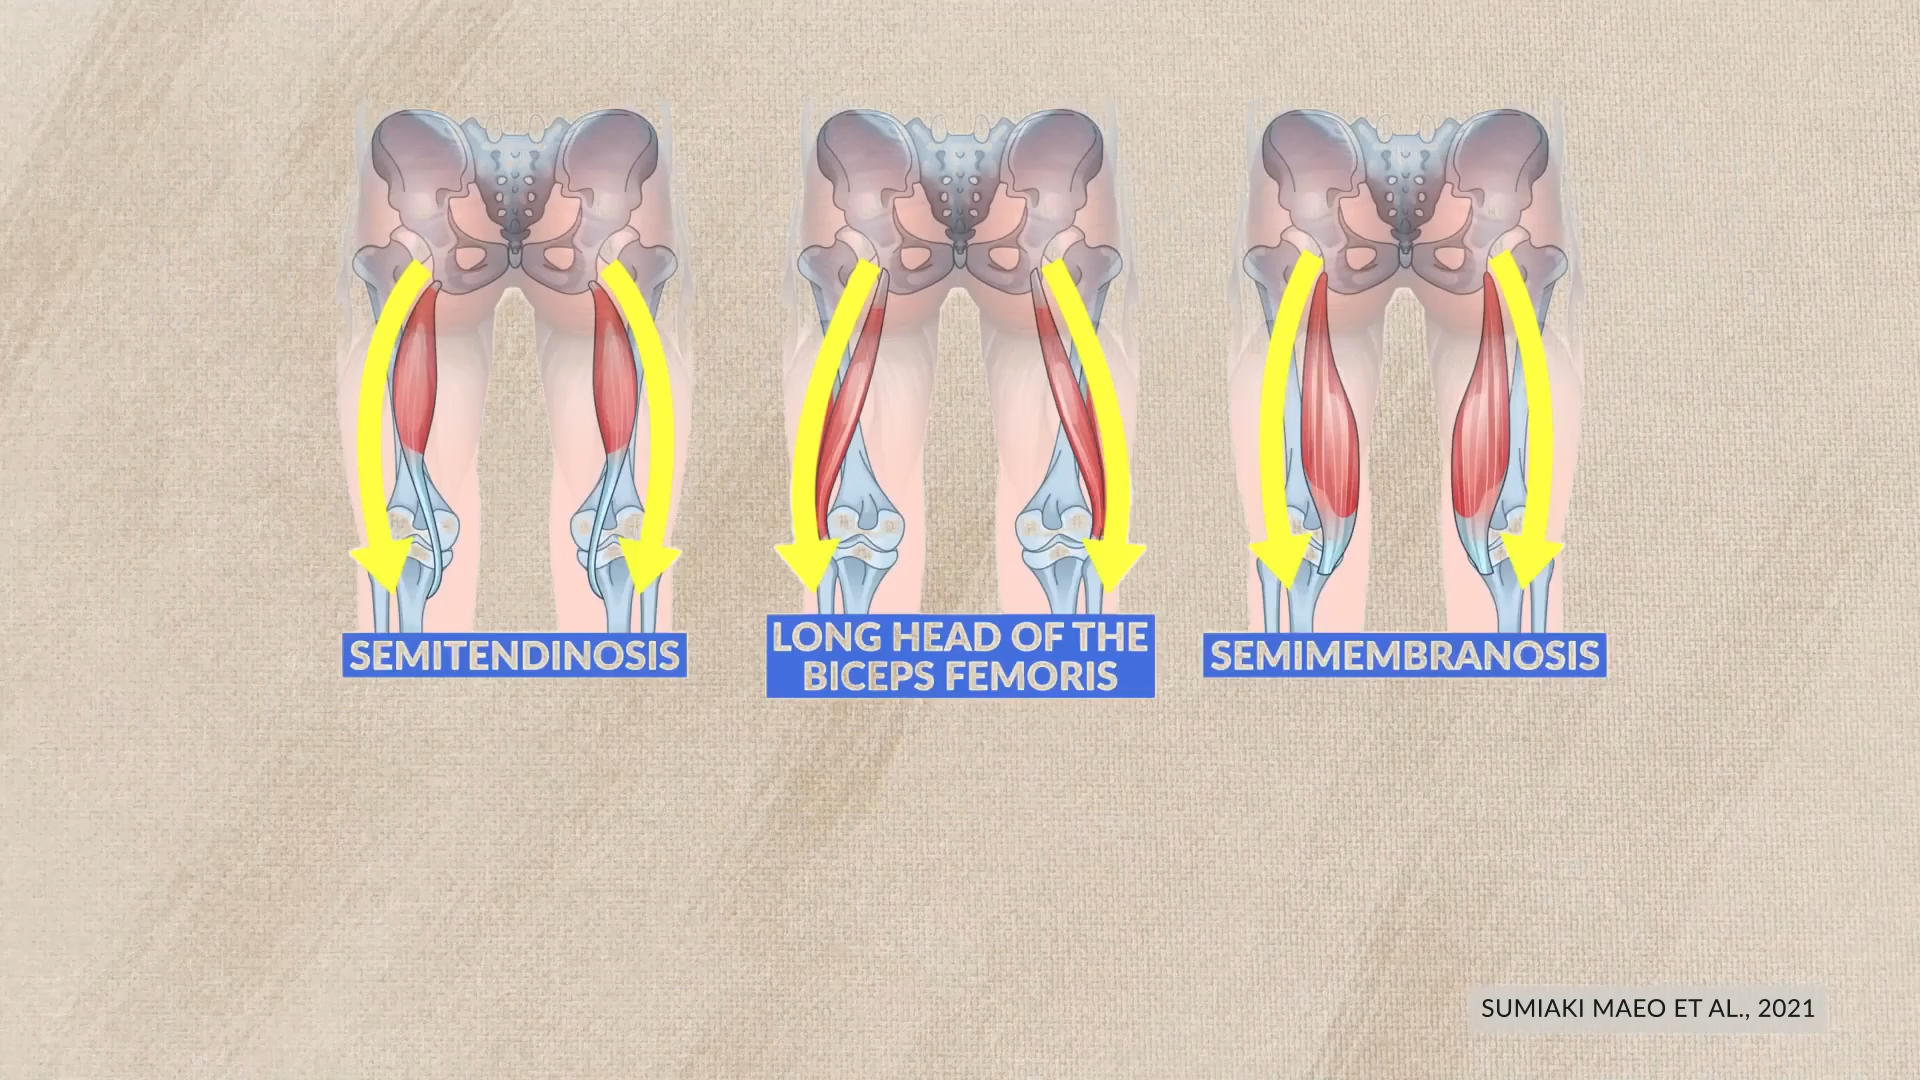 SEMITENDINOSIS
LONG HEAD OF THE
BICEPS FEMORIS
SEMIMEMBRANOSIS
SUMIAKI MAEO ET AL., 2021